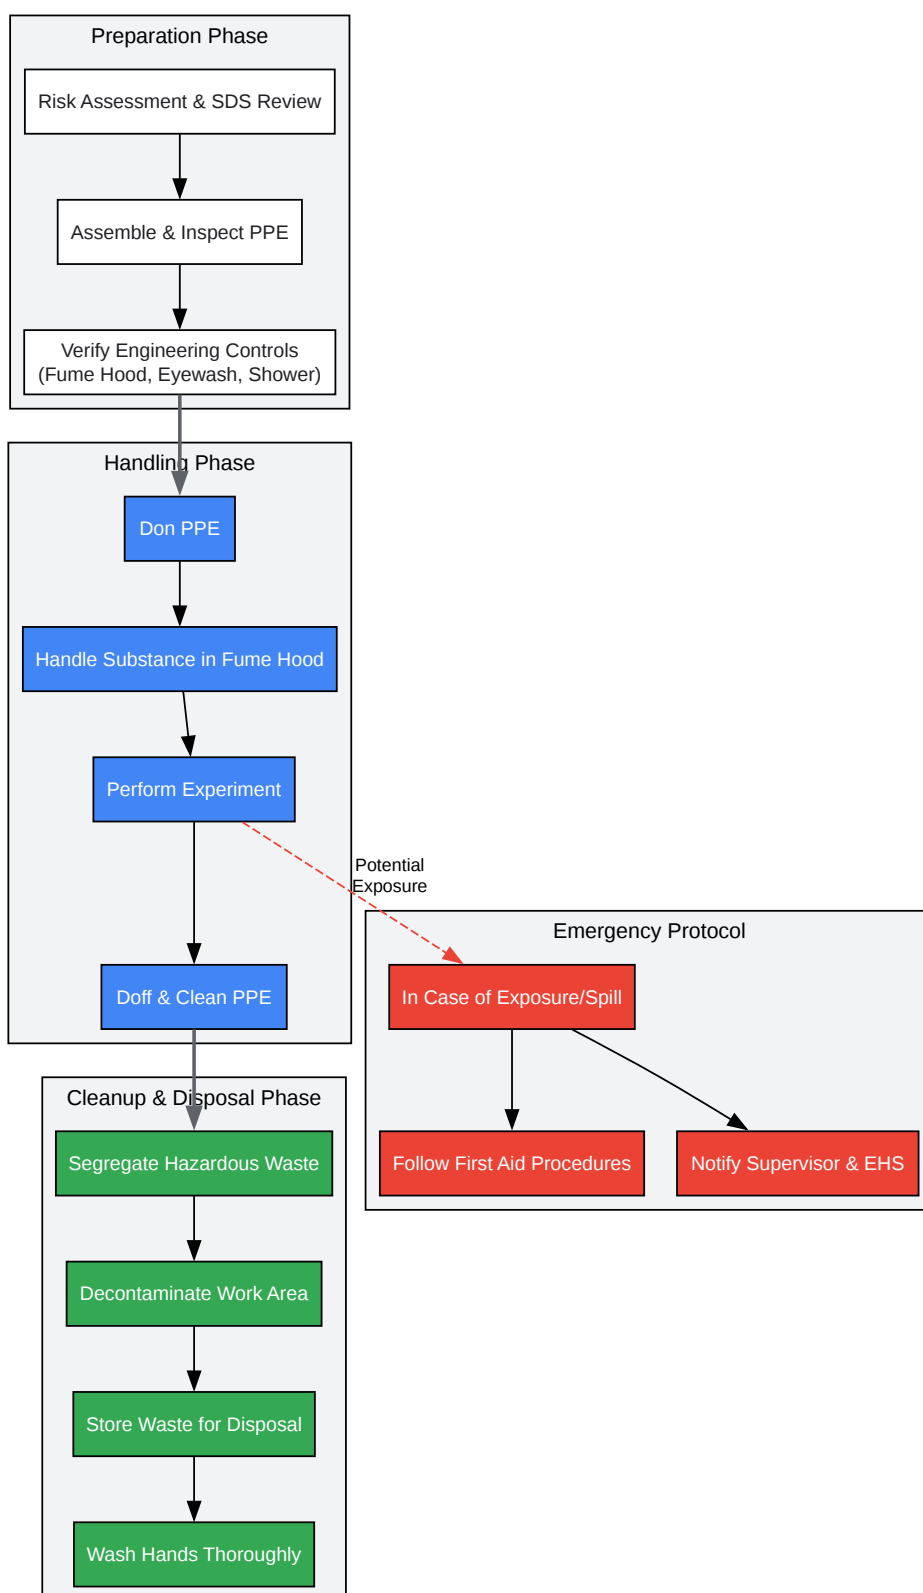 Preparation Phase
Risk Assessment & SDS Review
Assemble & Inspect PPE
Verify Engineering Controls
(Fume Hood, Eyewash, Shower)
Handling Phase
Don PPE
Handle Substance in Fume Hood
Perform Experiment
Potential
Exposure
Doff & Clean PPE
Emergency Protocol
In Case of Exposure/Spill
Follow First Aid Procedures
Notify Supervisor & EHS
Cleanup & Disposal Phase
Segregate Hazardous Waste
Decontaminate Work Area
Store Waste for Disposal
Wash Hands Thoroughly